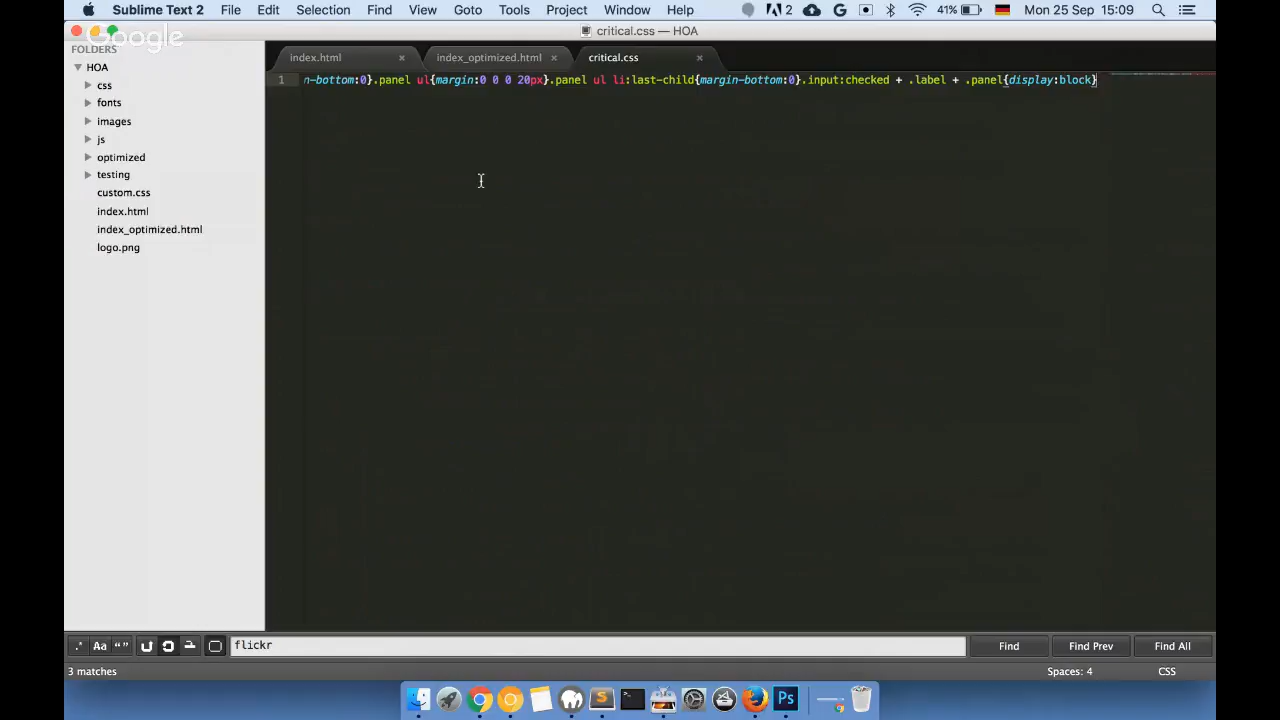 Sublime Text 2 File Edit Selection Find View Goto Tools Project Window Help 2 41% Mon 25 Sep 15:09
Google
critical.css — HOA
FOLDERS
HOA
css
fonts
images
js
optimized
testing
custom.css
index.html
index_optimized.html
logo.png
index.html index_optimized.html critical.css
1 n-bottom:0}.panel ul{margin:0 0 0 20px}.panel ul li:last-child{margin-bottom:0}.input:checked + .label + .panel{display:block}
.* Aa “” flickr Find Find Prev Find All
3 matches Spaces: 4 CSS
Ps